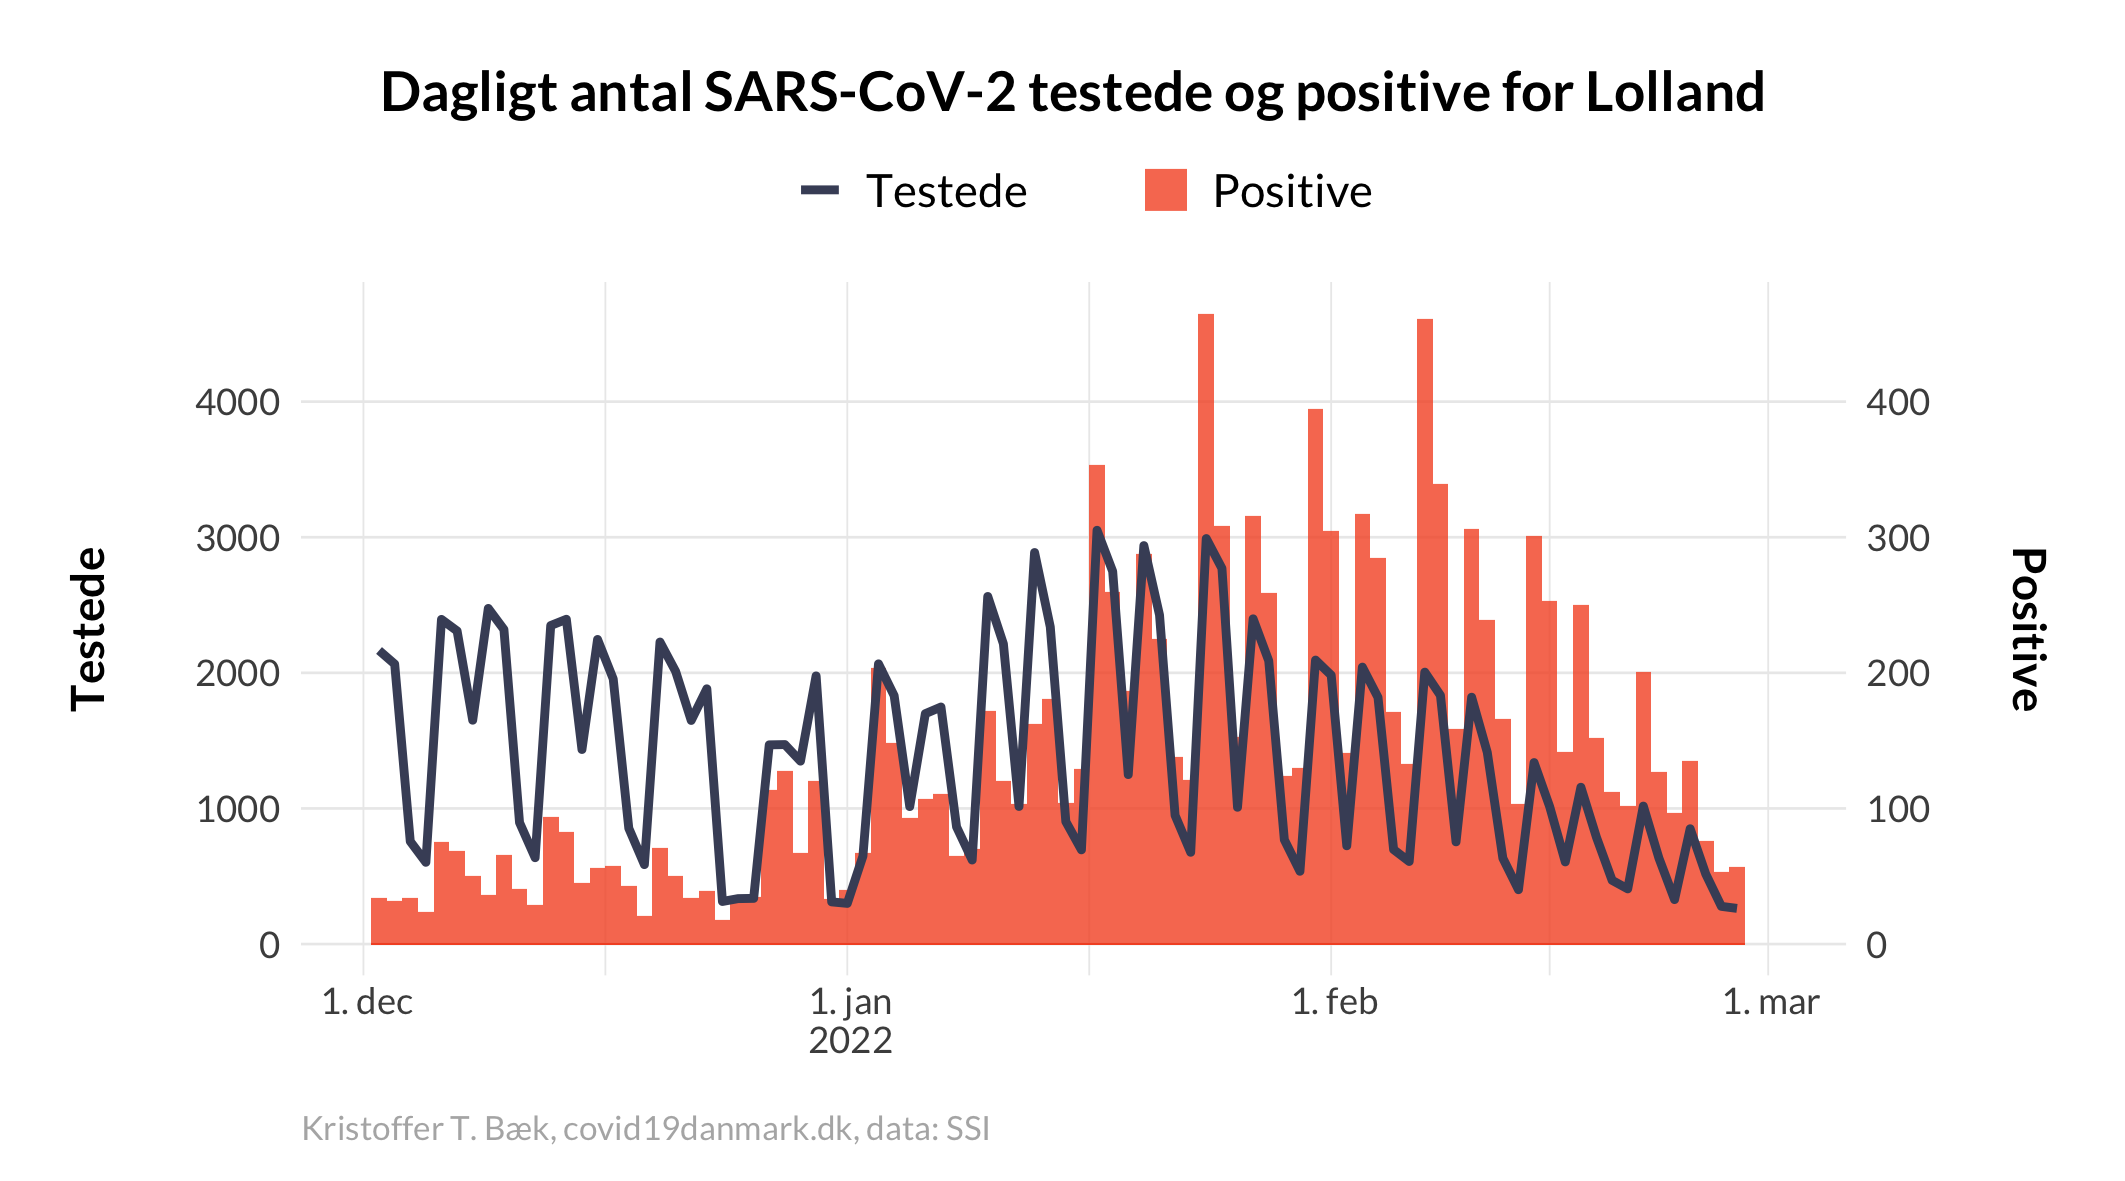 Dagligt antal SARS-CoV-2 testede og positive for Lolland
Testede
Positive
4000
3000
2000
1000
0
400
300
200
100
0
Testede
Positive
1. dec
1. jan
2022
1. feb
1. mar
Kristoffer T. Bæk, covid19danmark.dk, data: SSI